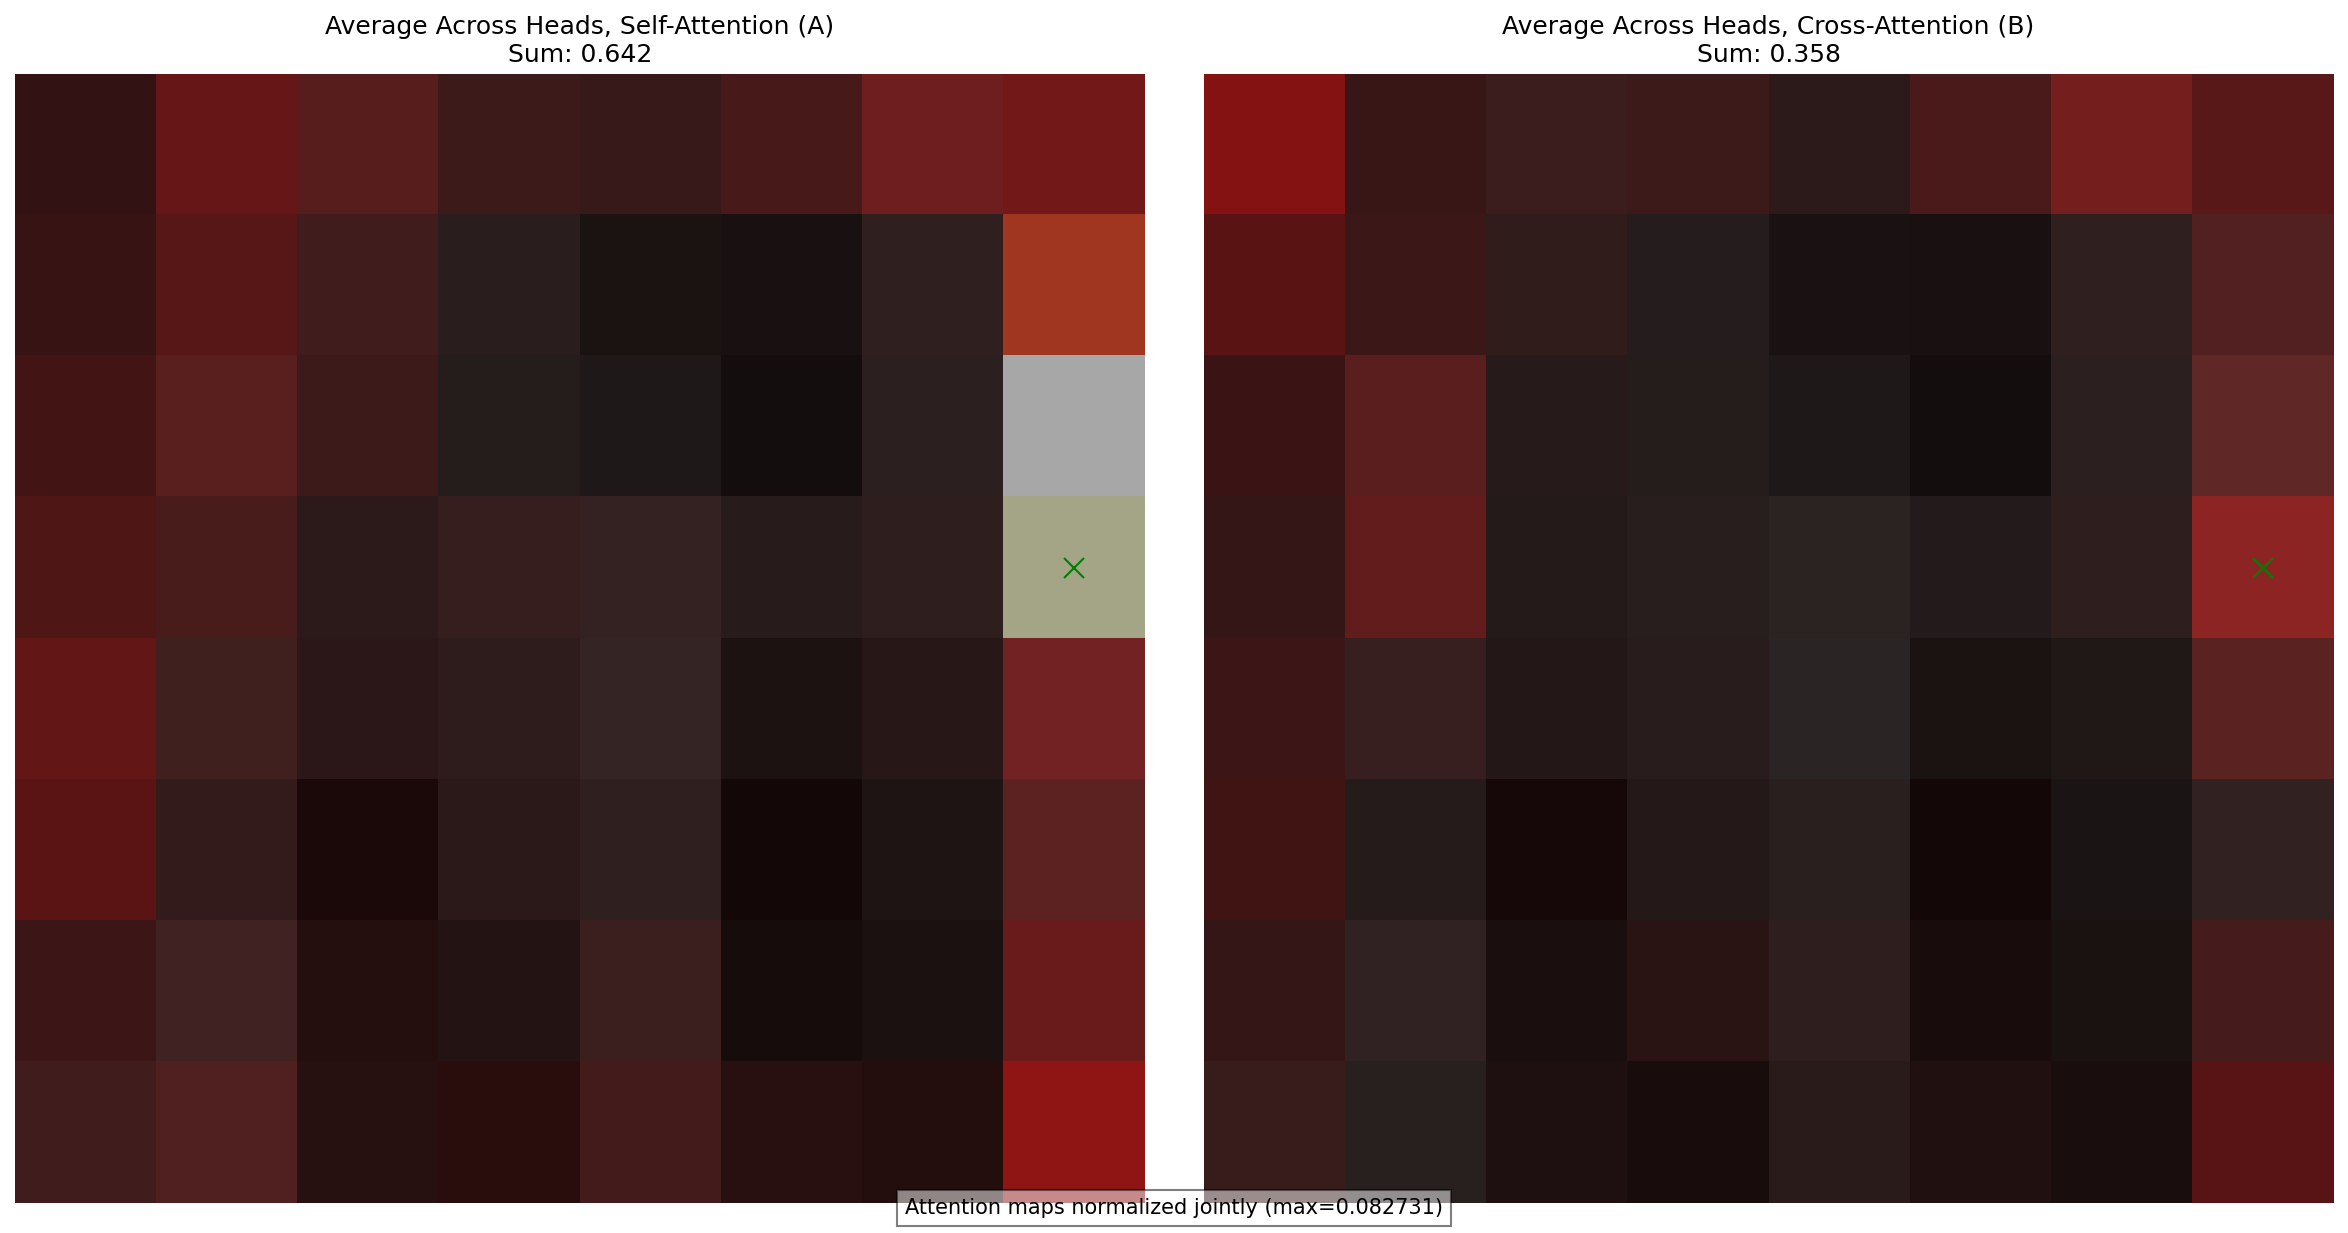 Average Across Heads, Self-Attention (A)
Sum: 0.642
Average Across Heads, Cross-Attention (B)
Sum: 0.358
Attention maps normalized jointly (max=0.082731)